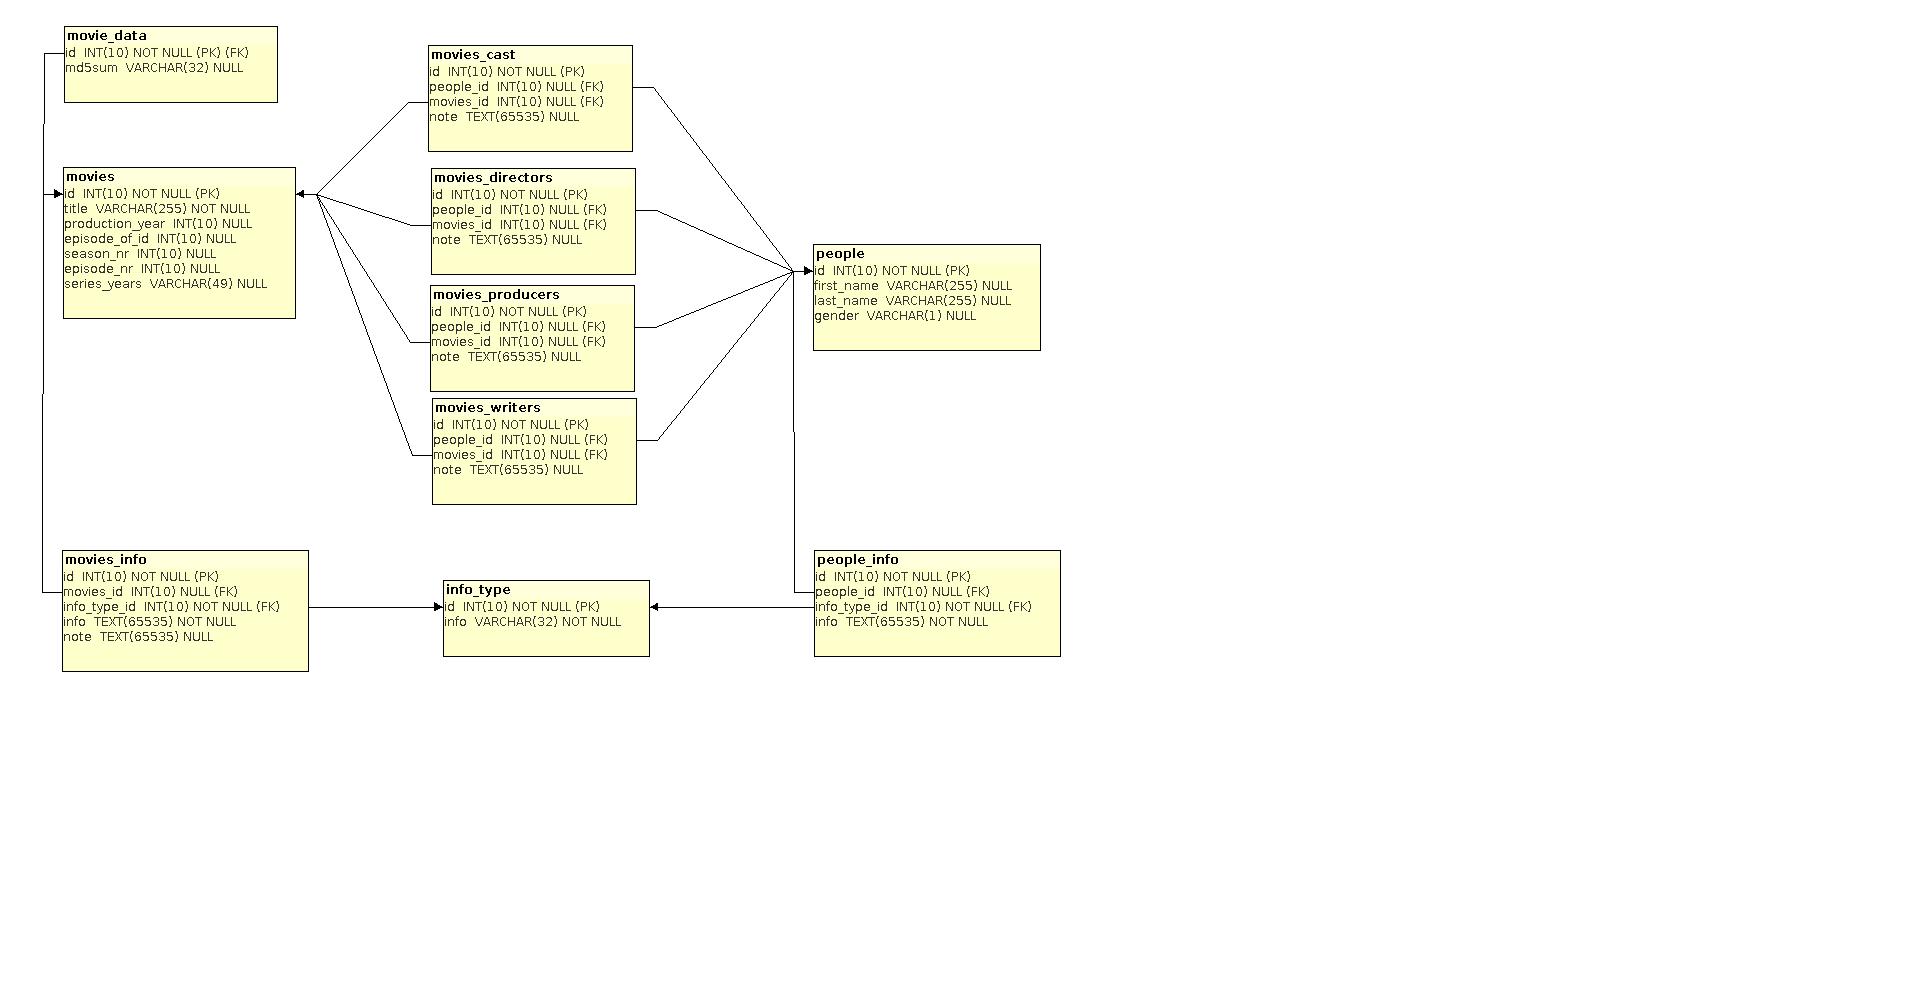 movie_data
id INT(10) NOT NULL (PK) (FK)
md5sum VARCHAR(32) NULL
movies
id INT(10) NOT NULL (PK)
title VARCHAR(255) NOT NULL
production_year INT(10) NULL
episode_of_id INT(10) NULL
season_nr INT(10) NULL
episode_nr INT(10) NULL
series_years VARCHAR(49) NULL
movies_cast
id INT(10) NOT NULL (PK)
people_id INT(10) NULL (FK)
movies_id INT(10) NULL (FK)
note TEXT(65535) NULL
movies_directors
id INT(10) NOT NULL (PK)
people_id INT(10) NULL (FK)
movies_id INT(10) NULL (FK)
note TEXT(65535) NULL
movies_producers
id INT(10) NOT NULL (PK)
people_id INT(10) NULL (FK)
movies_id INT(10) NULL (FK)
note TEXT(65535) NULL
movies_writers
id INT(10) NOT NULL (PK)
people_id INT(10) NULL (FK)
movies_id INT(10) NULL (FK)
note TEXT(65535) NULL
people
id INT(10) NOT NULL (PK)
first_name VARCHAR(255) NULL
last_name VARCHAR(255) NULL
gender VARCHAR(1) NULL
movies_info
id INT(10) NOT NULL (PK)
movies_id INT(10) NULL (FK)
info_type_id INT(10) NOT NULL (FK)
info TEXT(65535) NOT NULL
note TEXT(65535) NULL
info_type
id INT(10) NOT NULL (PK)
info VARCHAR(32) NOT NULL
people_info
id INT(10) NOT NULL (PK)
people_id INT(10) NULL (FK)
info_type_id INT(10) NOT NULL (FK)
info TEXT(65535) NOT NULL